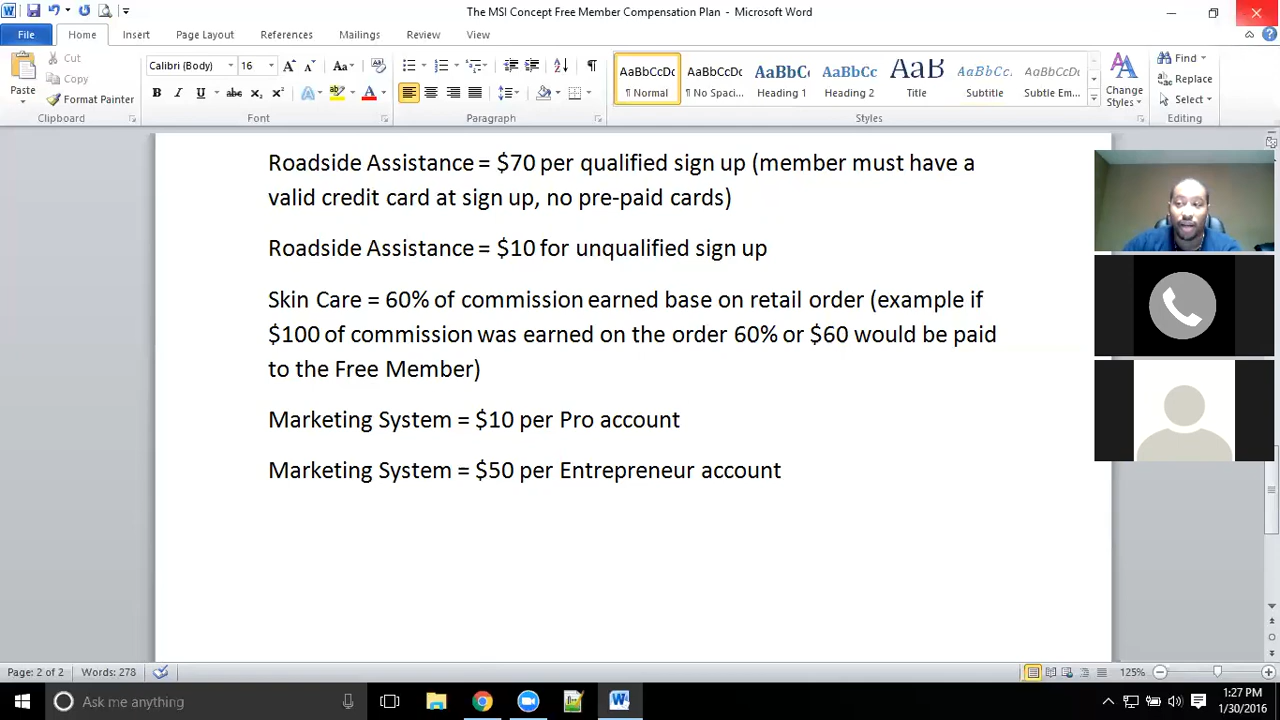 The MSI Concept Free Member Compensation Plan - Microsoft Word
File Home Insert Page Layout References Mailings Review View
Cut
Copy
Format Painter
Paste
Clipboard
Calibri (Body) 16
Font
Paragraph
AaBbCcDc AaBbCcDc AaBbC AaBbCc AaB AaBbCc. AaBbCcDc
¶ Normal ¶ No Spaci... Heading 1 Heading 2 Title Subtitle Subtle Em...
Change
Styles
Styles
Find
Replace
Select
Editing
Roadside Assistance = $70 per qualified sign up (member must have a
valid credit card at sign up, no pre-paid cards)
Roadside Assistance = $10 for unqualified sign up
Skin Care = 60% of commission earned base on retail order (example if
$100 of commission was earned on the order 60% or $60 would be paid
to the Free Member)
Marketing System = $10 per Pro account
Marketing System = $50 per Entrepreneur account
Page: 2 of 2 Words: 278
125%
Ask me anything
1:27 PM
1/30/2016